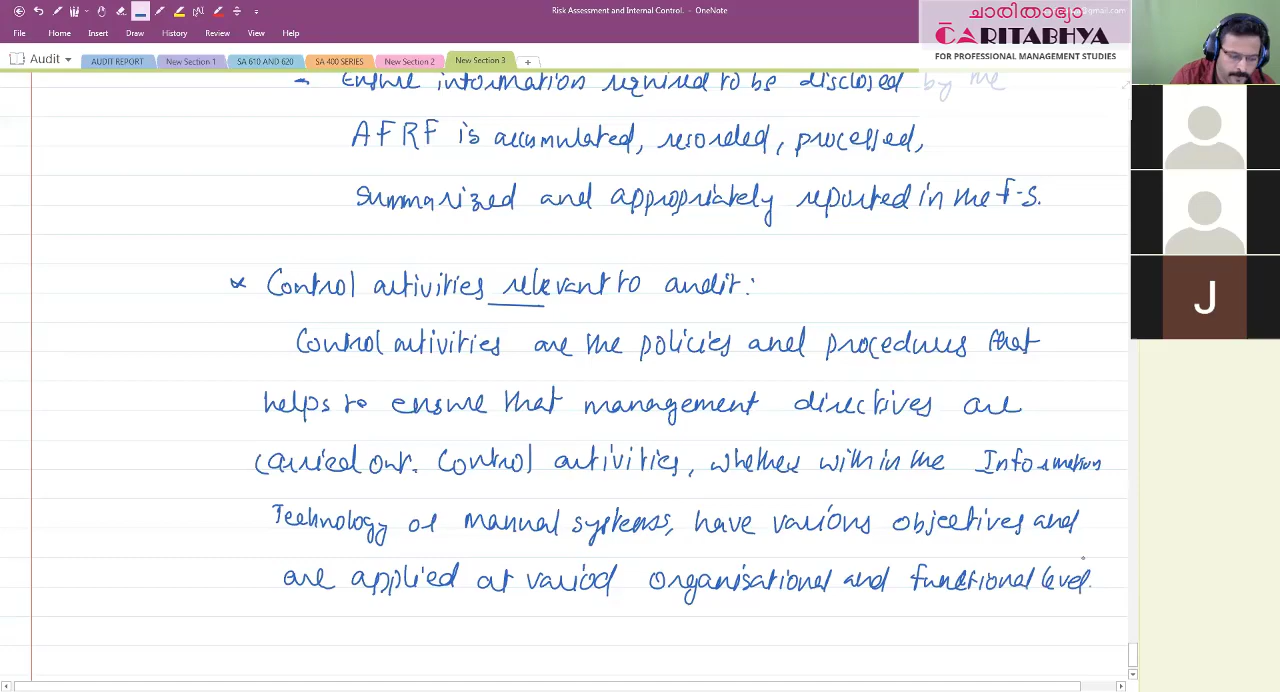 Risk Assessment and Internal Control. - OneNote
ചാരിതാഭ്യാ
@gmail.com
CARITABHYA
FOR PROFESSIONAL MANAGEMENT STUDIES
File Home Insert Draw History Review View Help
Audit AUDIT REPORT New Section 1 SA 610 AND 620 SA 400 SERIES New Section 2 New Section 3 +
- Ensure information required to be disclosed by the
AFRF is accumulated, recorded, processed,
Summarized and appropriately reported in the F-S.
* Control activities relevant to audit:
Control activities are the policies and procedures that
helps to ensure that management directives are
carried out. Control activities, whether within the Information
Technology or manual systems, have various objectives and
are applied at variod organisational and functional level.
J